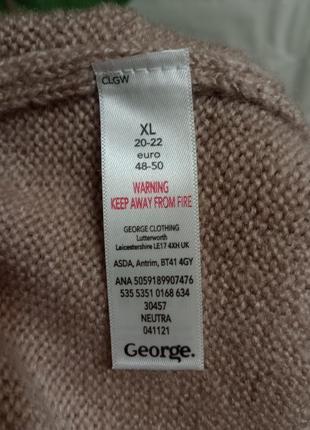 CLGW
XL
20-22
euro
48-50
WARNING
KEEP AWAY FROM FIRE
GEORGE CLOTHING
Lutterworth
Leicestershire LE17 4XH UK
ASDA, Antrim, BT41 4GY
ANA 5059189907476
535 5351 0168 634
30457
NEUTRA
041121
George.